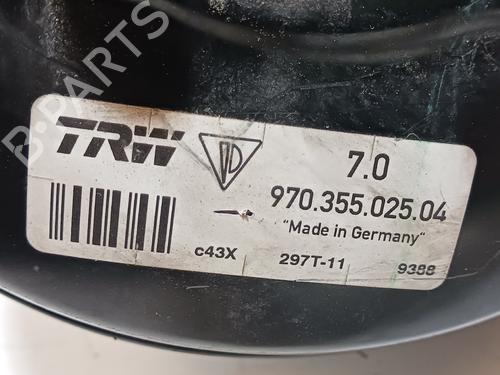 B-PARTS
TRW
7.0
970.355.025.04
"Made in Germany"
c43X 297T-11 9388